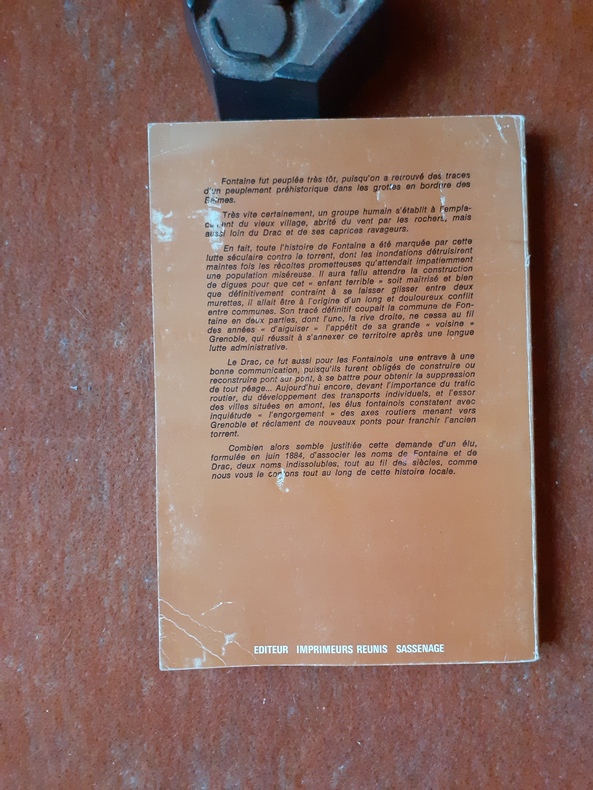 Fontaine fut peuplée très tôt, puisqu'on a retrouvé des traces
d'un peuplement préhistorique dans les grottes en bordure des
Balmes.
Très vite certainement, un groupe humain s'établit à l'empla-
cement du vieux village, abrité du vent par les rochers, mais
aussi loin du Drac et de ses caprices ravageurs.
En fait, toute l'histoire de Fontaine a été marquée par cette
lutte séculaire contre le torrent, dont les inondations détruisirent
maintes fois les récoltes prometteuses qu'attendait impatiemment
une population miséreuse. Il aura fallu attendre la construction
de digues pour que cet « enfant terrible » soit maîtrisé et bien
que définitivement contraint à se laisser glisser entre deux
murettes, il allait être à l'origine d'un long et douloureux conflit
entre communes. Son tracé définitif coupait la commune de Fon-
taine en deux parties, dont l'une, la rive droite, ne cessa au fil
des années « d'aiguiser » l'appétit de sa grande « voisine »
Grenoble, qui réussit à s'annexer ce territoire après une longue
lutte administrative.
Le Drac, ce fut aussi pour les Fontainois une entrave à une
bonne communication, puisqu'ils furent obligés de construire ou
reconstruire pont sur pont, à se battre pour obtenir la suppression
de tout péage... Aujourd'hui encore, devant l'importance du trafic
routier, du développement des transports individuels, et l'essor
des villes situées en amont, les élus fontainois constatent avec
inquiétude « l'engorgement » des axes routiers menant vers
Grenoble et réclament de nouveaux ponts pour franchir l'ancien
torrent.
Combien alors semble justifiée cette demande d'un élu,
formulée en juin 1884, d'associer les noms de Fontaine et de
Drac, deux noms indissolubles, tout au fil des siècles, comme
nous vous le contons tout au long de cette histoire locale.
EDITEUR IMPRIMEURS REUNIS SASSENAGE